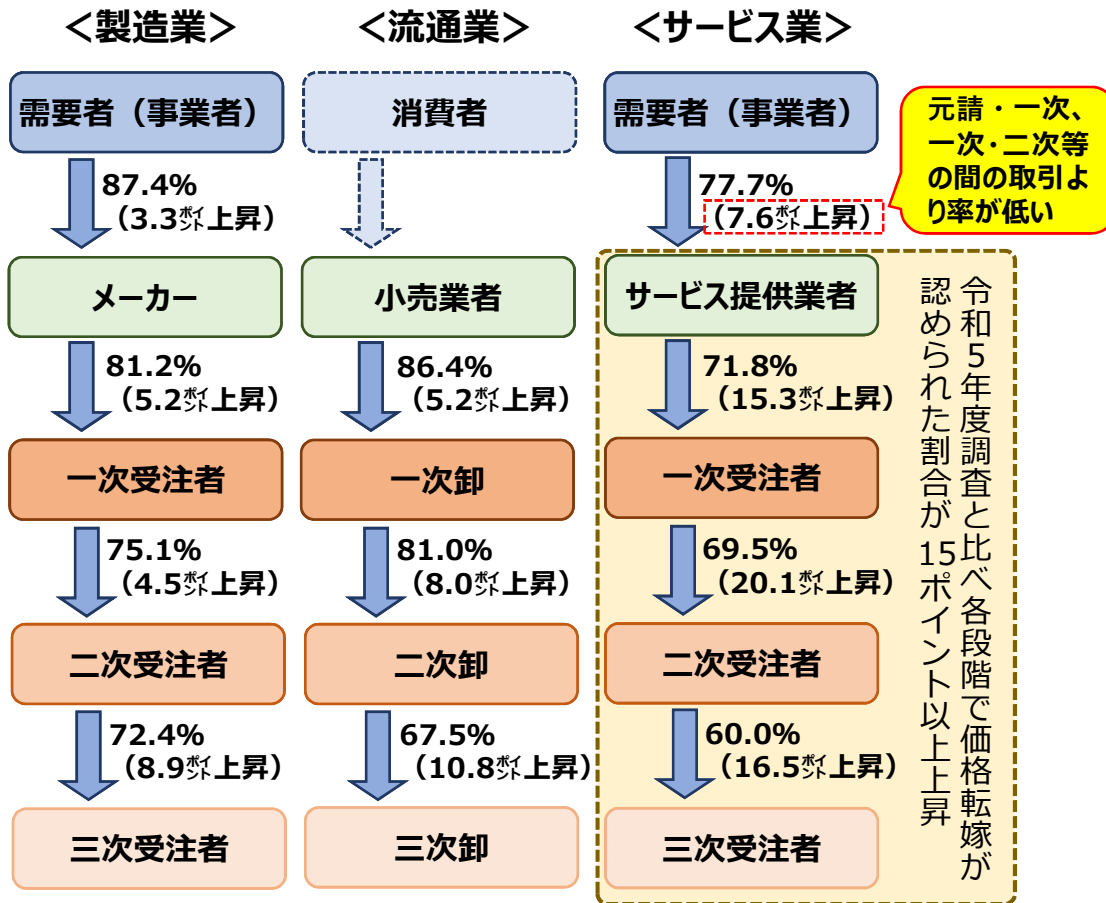 ＜製造業＞
需要者（事業者）
87.4%
（3.3ポイント上昇）
メーカー
81.2%
（5.2ポイント上昇）
一次受注者
75.1%
（4.5ポイント上昇）
二次受注者
72.4%
（8.9ポイント上昇）
三次受注者
＜流通業＞
消費者
小売業者
86.4%
（5.2ポイント上昇）
一次卸
81.0%
（8.0ポイント上昇）
二次卸
67.5%
（10.8ポイント上昇）
三次卸
＜サービス業＞
需要者（事業者）
77.7%
（7.6ポイント上昇）
元請・一次、
一次・二次等
の間の取引よ
り率が低い
サービス提供業者
71.8%
（15.3ポイント上昇）
一次受注者
69.5%
（20.1ポイント上昇）
二次受注者
60.0%
（16.5ポイント上昇）
三次受注者
令和5年度調査と比べ各段階で価格転嫁が
認められた割合が15ポイント以上上昇